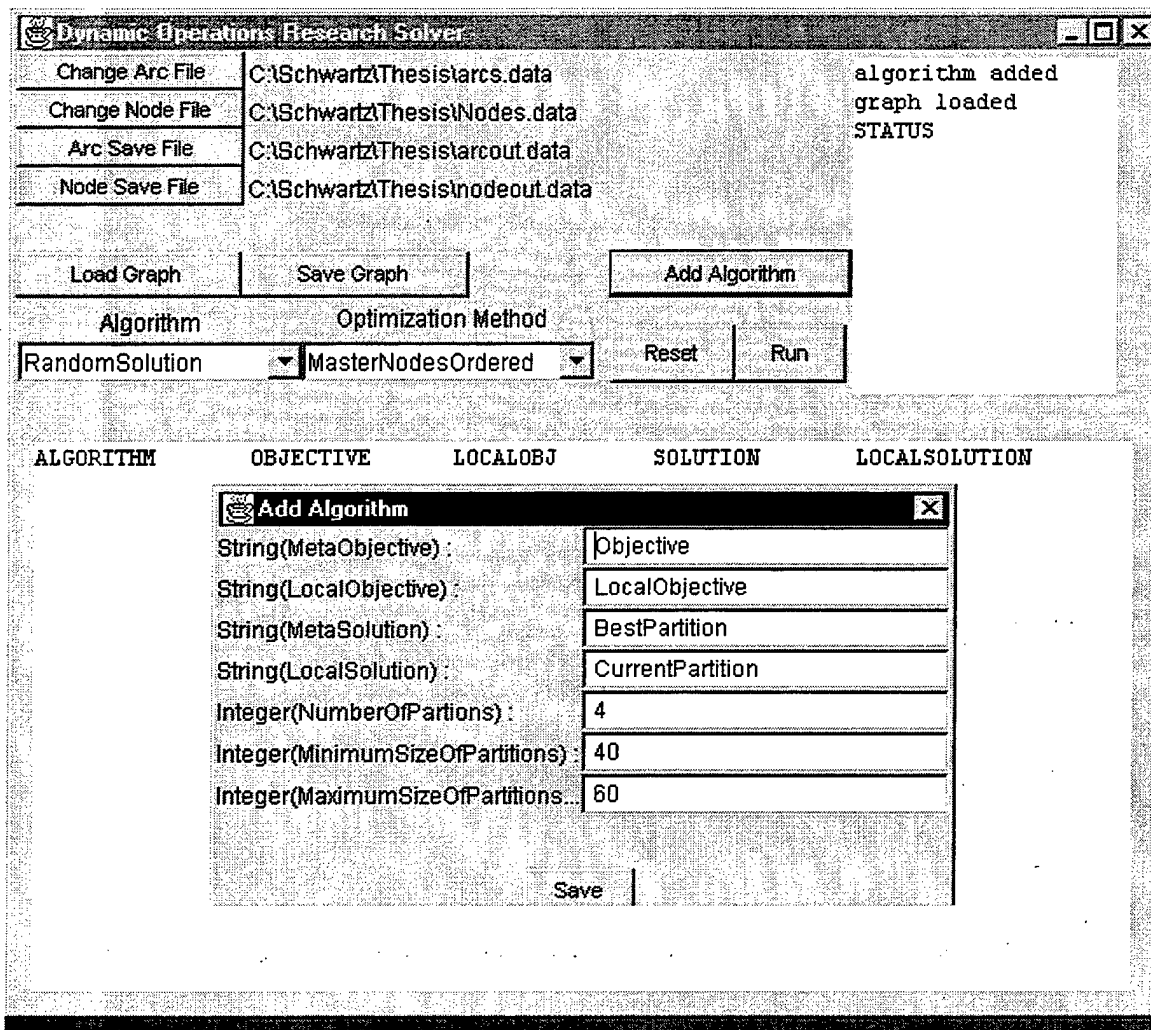 Dynamic Operations Research Solver
Change Arc File C:\Schwartz\Thesis\arcs.data
Change Node File C:\Schwartz\Thesis\Nodes.data
Arc Save File C:\Schwartz\Thesis\arcout.data
Node Save File C:\Schwartz\Thesis\nodeout.data
algorithm added
graph loaded
STATUS
Load Graph Save Graph Add Algorithm
Algorithm Optimization Method
RandomSolution MasterNodesOrdered Reset Run
ALGORITHM OBJECTIVE LOCALOBJ SOLUTION LOCALSOLUTION
Add Algorithm
String(MetaObjective) : Objective
String(LocalObjective) : LocalObjective
String(MetaSolution) : BestPartition
String(LocalSolution) : CurrentPartition
Integer(NumberOfPartions) : 4
Integer(MinimumSizeOfPartitions) : 40
Integer(MaximumSizeOfPartitions... 60
Save